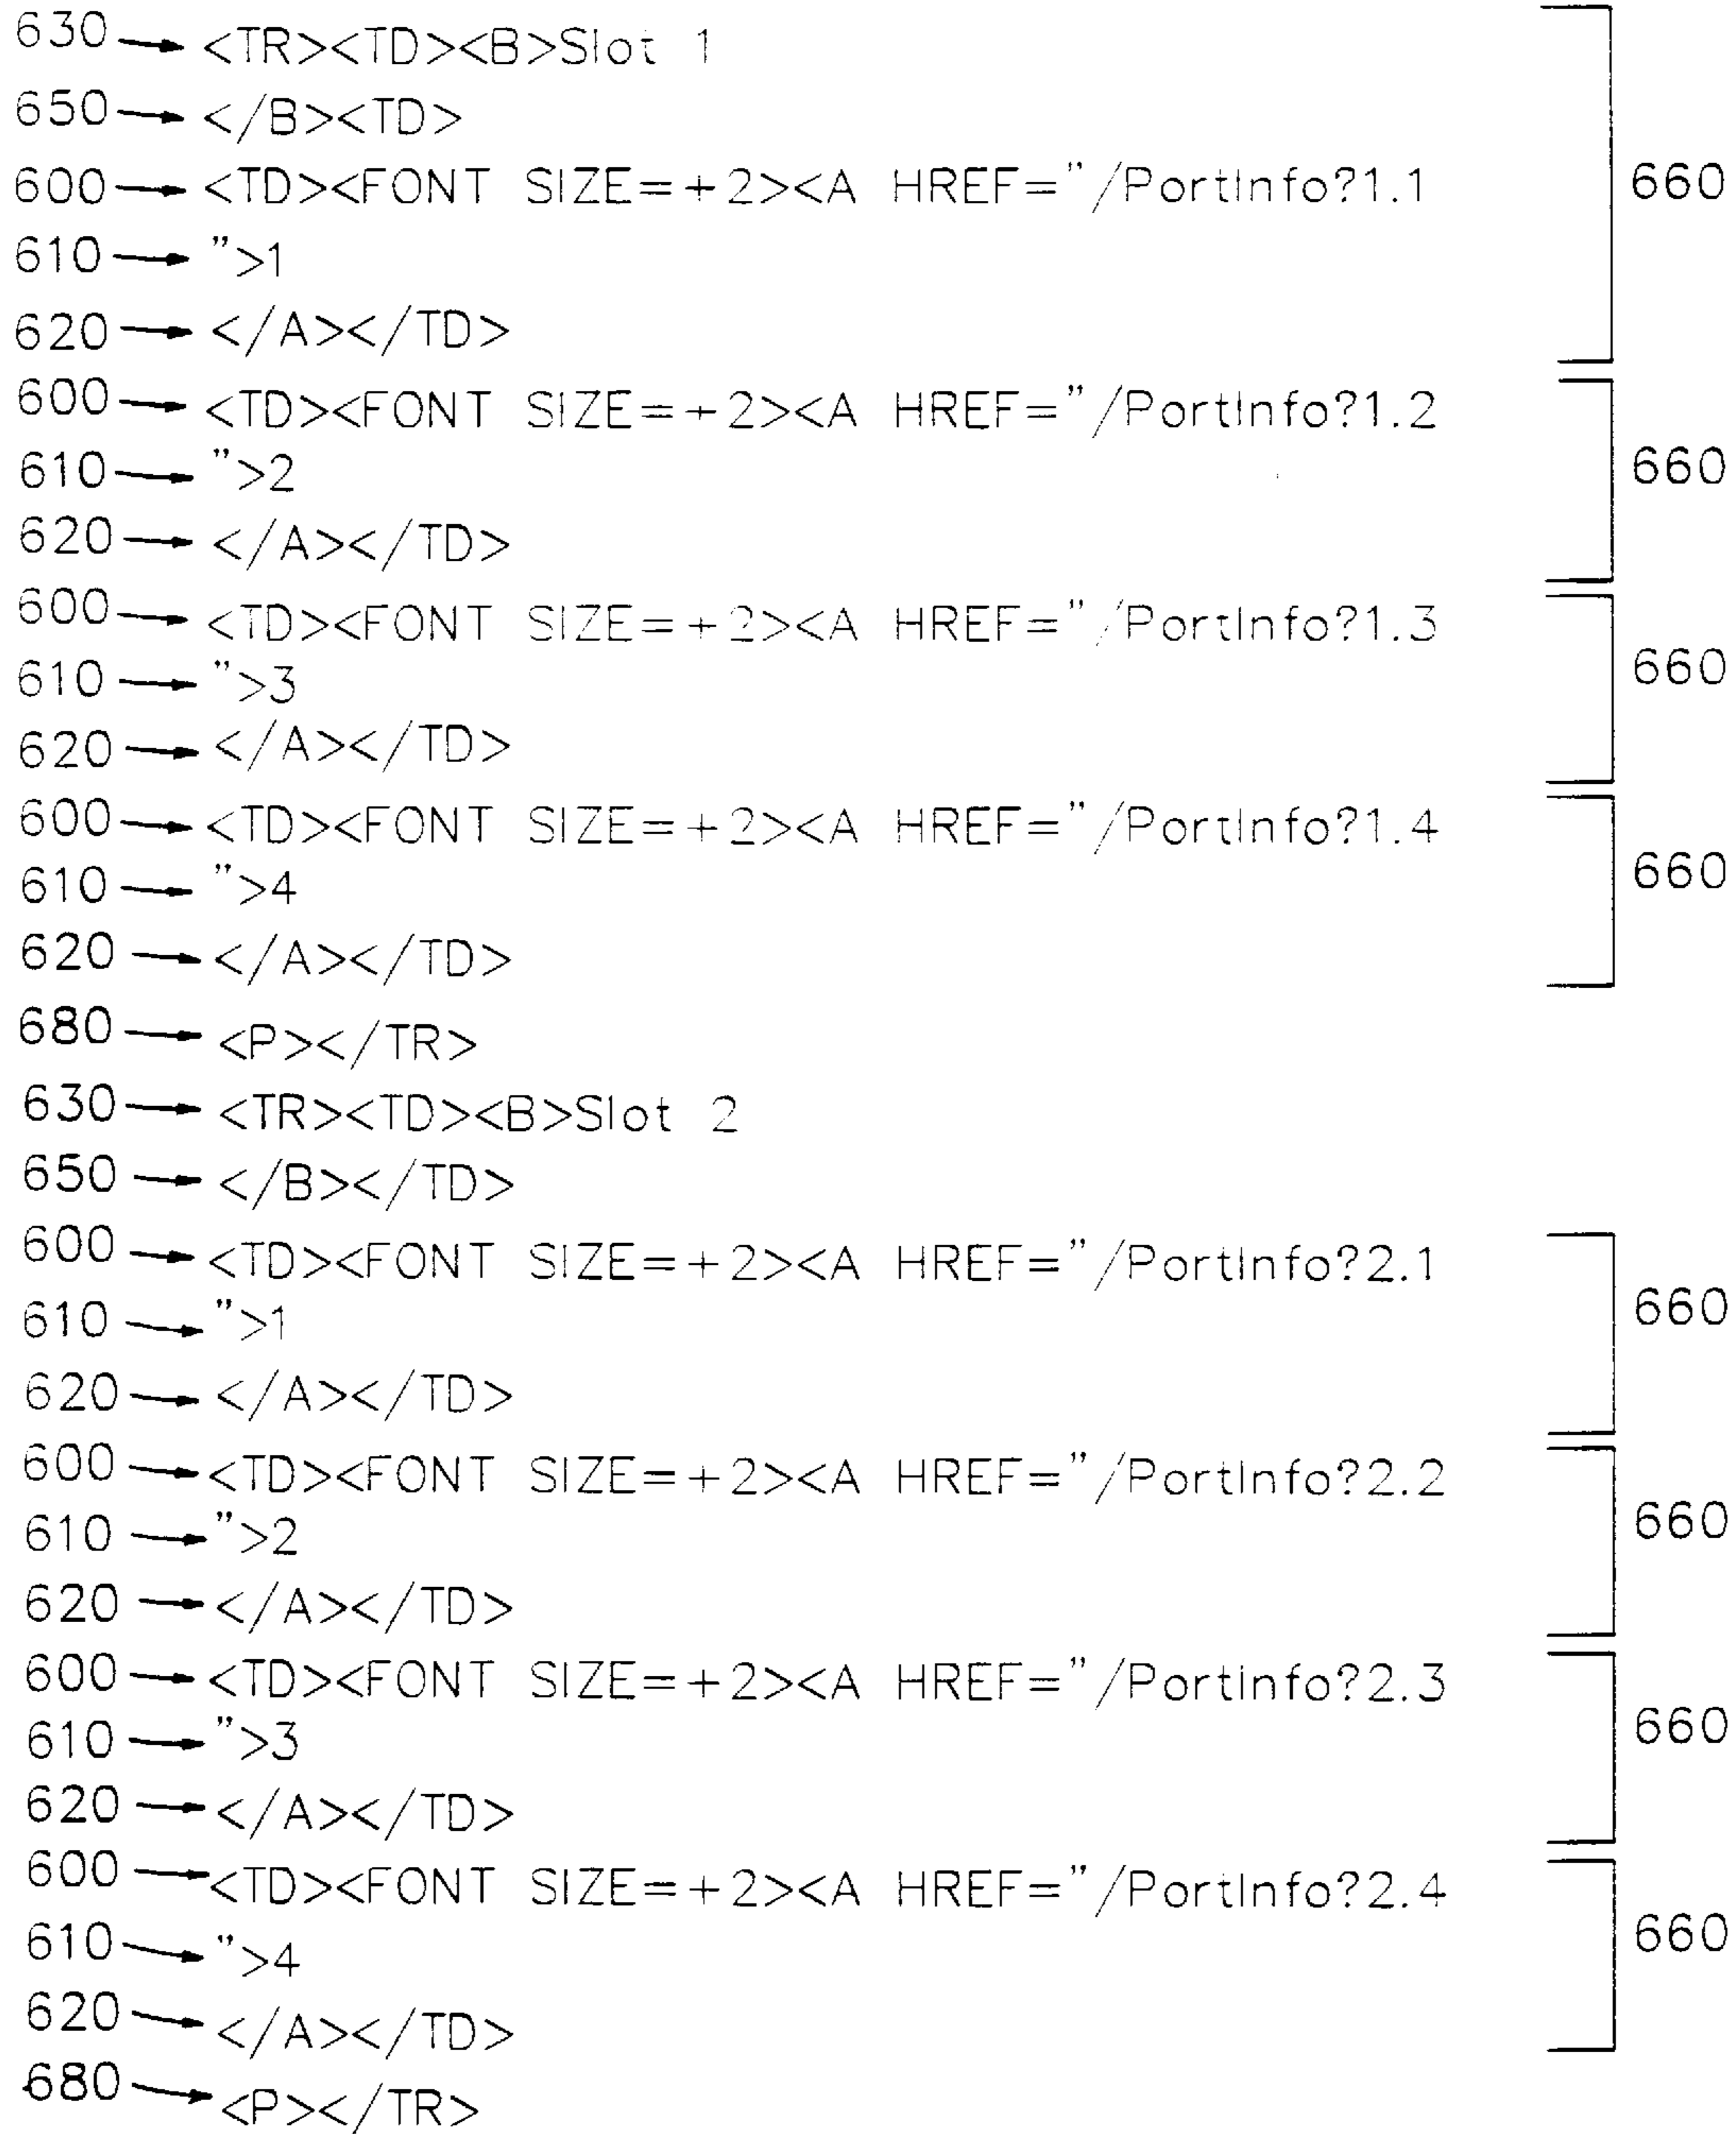 630 <TR><TD><B>Slot 1
650 </B><TD>
600 <TD><FONT SIZE=+2><A HREF="/PortInfo?1.1 660
610 ">1
620 </A></TD>
600 <TD><FONT SIZE=+2><A HREF="/PortInfo?1.2
610 ">2 660
620 </A></TD>
600 <TD><FONT SIZE=+2><A HREF="/PortInfo?1.3
610 ">3 660
620 </A></TD>
600 <TD><FONT SIZE=+2><A HREF="/PortInfo?1.4
610 ">4 660
620 </A></TD>
680 <P></TR>
630 <TR><TD><B>Slot 2
650 </B></TD>
600 <TD><FONT SIZE=+2><A HREF="/PortInfo?2.1
610 ">1 660
620 </A></TD>
600 <TD><FONT SIZE=+2><A HREF="/PortInfo?2.2
610 ">2 660
620 </A></TD>
600 <TD><FONT SIZE=+2><A HREF="/PortInfo?2.3
610 ">3 660
620 </A></TD>
600 <TD><FONT SIZE=+2><A HREF="/PortInfo?2.4
610 ">4 660
620 </A></TD>
680 <P></TR>